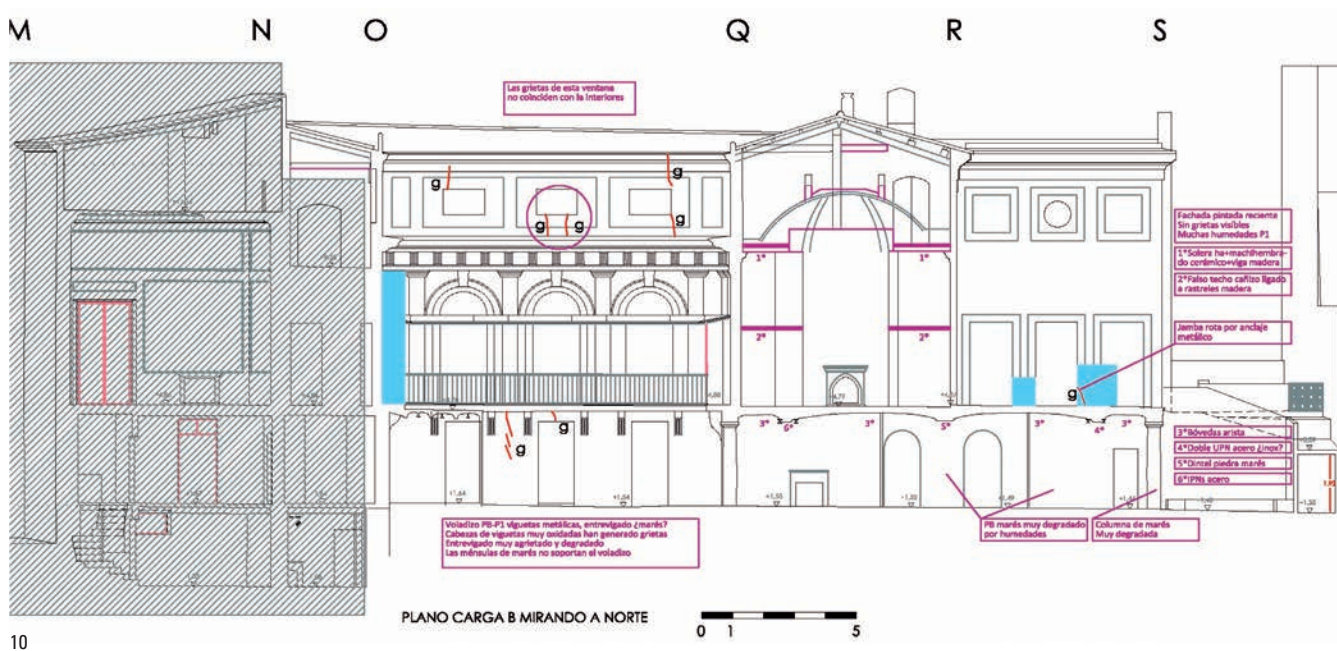 M N O Q R S
Las grietas de esta ventana
no coinciden con la interiores
g
g
g g
g
Fachada pintada reciente
Sin grietas visibles
Muchas humedades P1
1*Solera ha+machihembra-
do cerámico+viga madera
2*Falso techo cañizo ligado
a rastreles madera
1* 1*
Jamba rota por anclaje
metálico
2* 2*
g
g
g
3* 6* 3* 5* 3* 4* 3*
3*Bóvedas arista
4*Doble UPN acero ¿inox?
5*Dintel piedra marés
6*IPNs acero
+1,64 +1,54 +1,55 +1,52 +1,49
Voladizo PB-P1 viguetas metálicas, entrevigado ¿marés?
Cabezas de viguetas muy oxidadas han generado grietas
Entrevigado muy agrietado y degradado
Las ménsulas de marés no soportan el voladizo
PB marés muy degradado
por humedades
Columna de marés
Muy degradada
PLANO CARGA B MIRANDO A NORTE
0 1 5
10